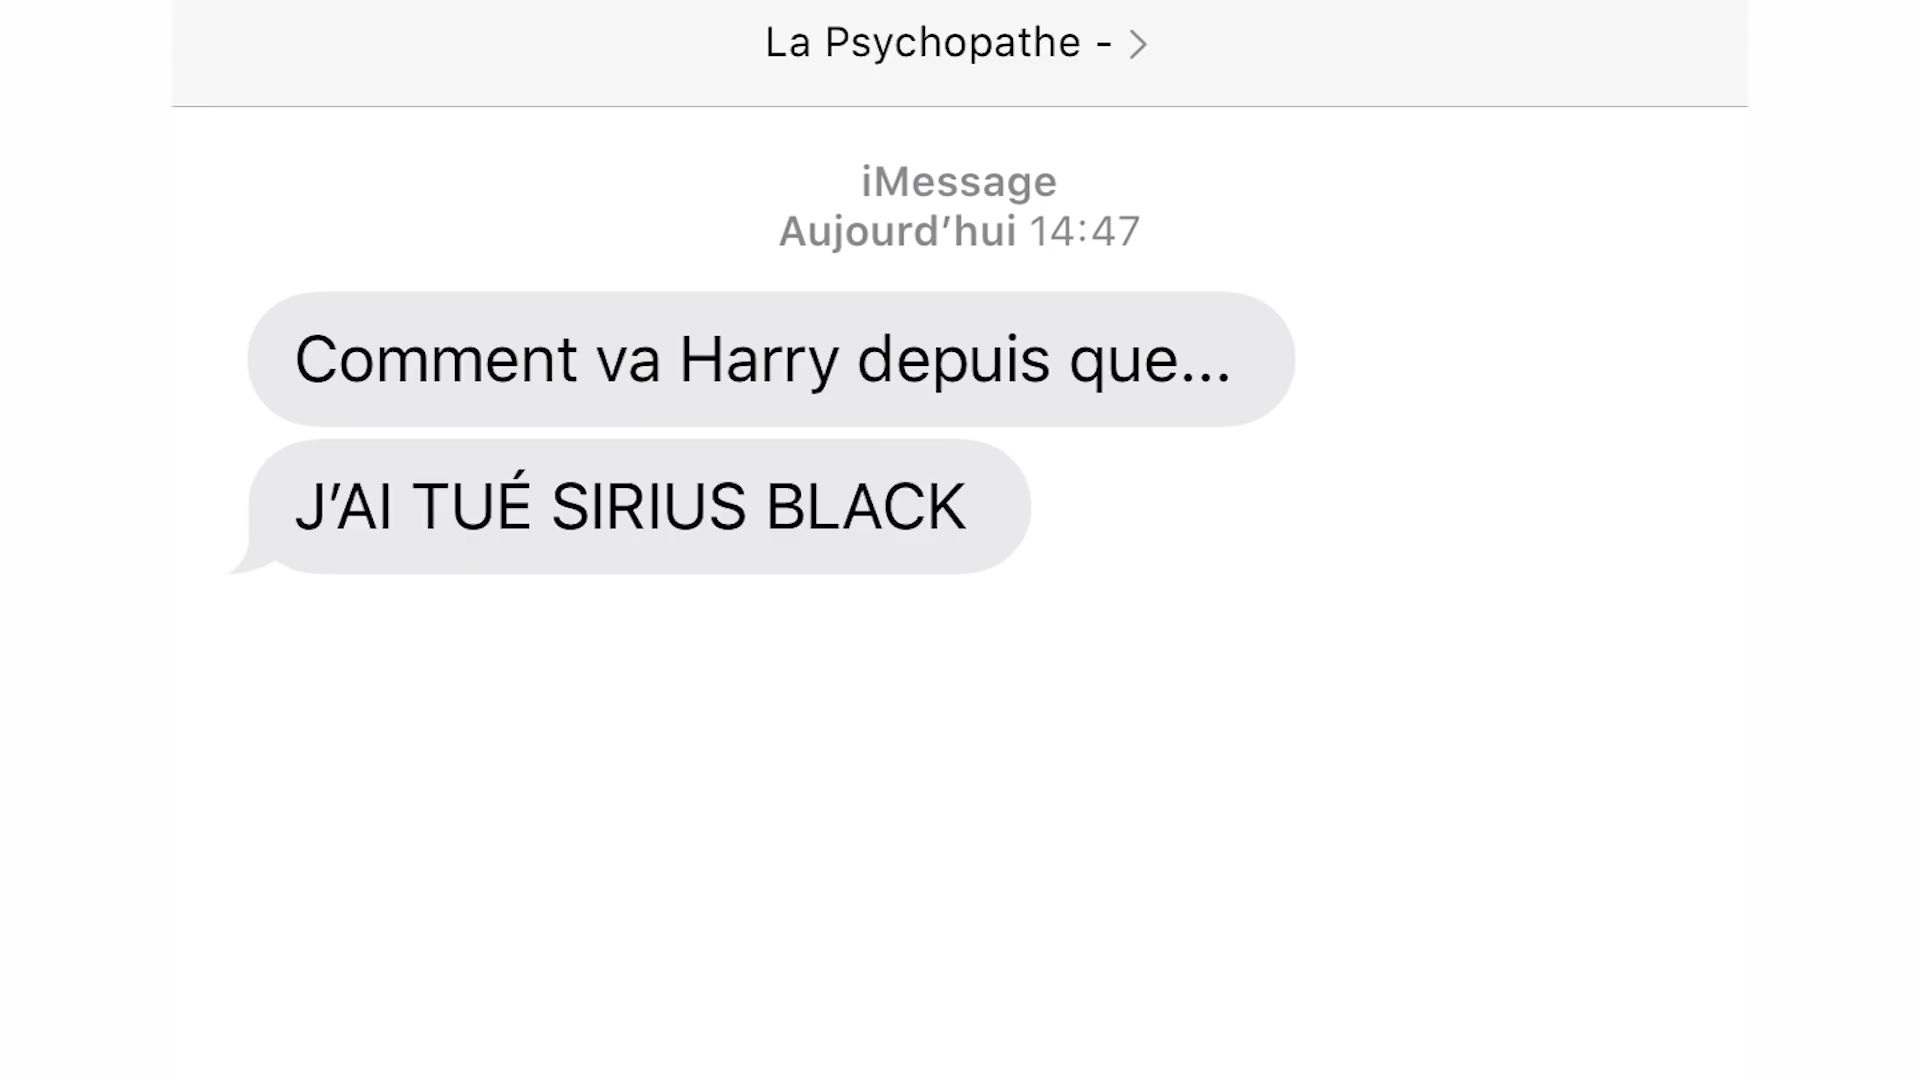 La Psychopathe - >
iMessage
Aujourd’hui 14:47
Comment va Harry depuis que...
J’AI TUÉ SIRIUS BLACK